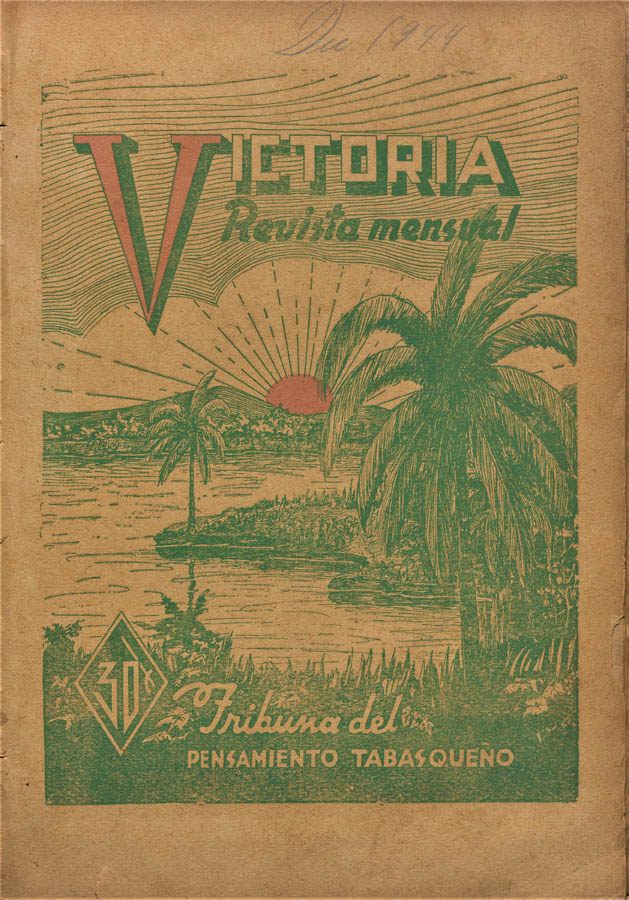 Dic 1944
VICTORIA
Revista mensual
30¢
Tribuna del
PENSAMIENTO TABASQUEÑO